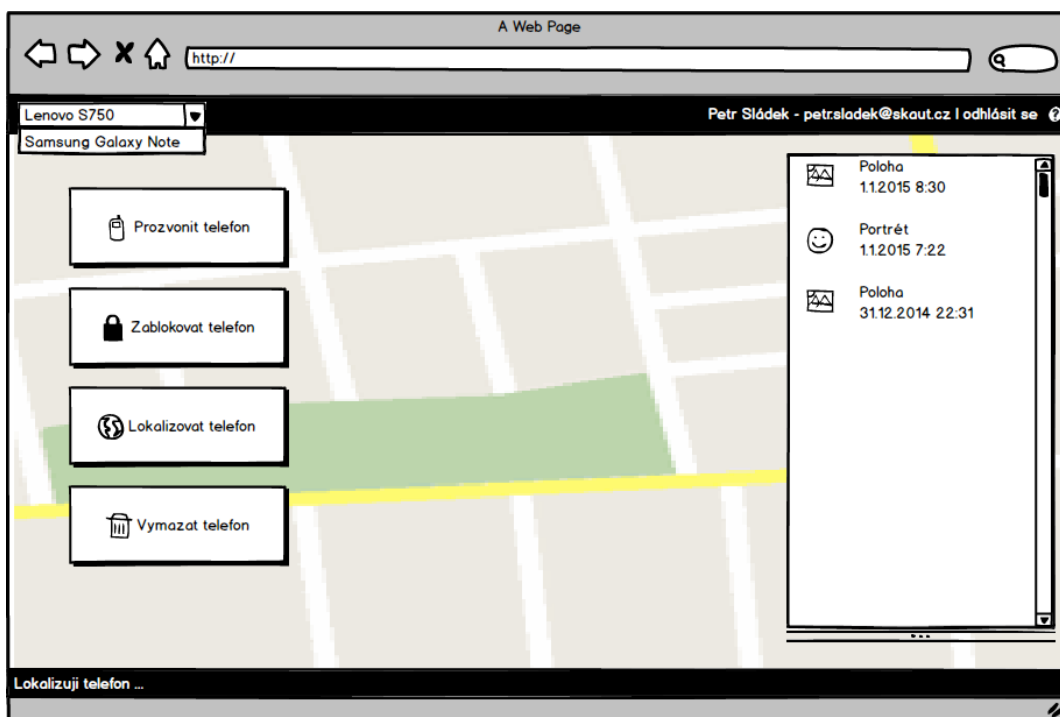 A Web Page
http://
Lenovo S750
Petr Sládek - petr.sladek@skaut.cz | odhlásit se ?
Samsung Galaxy Note
Prozvonit telefon
Zablokovat telefon
Lokalizovat telefon
Vymazat telefon
Poloha
1.1.2015 8:30
Portrét
1.1.2015 7:22
Poloha
31.12.2014 22:31
Lokalizuji telefon ...